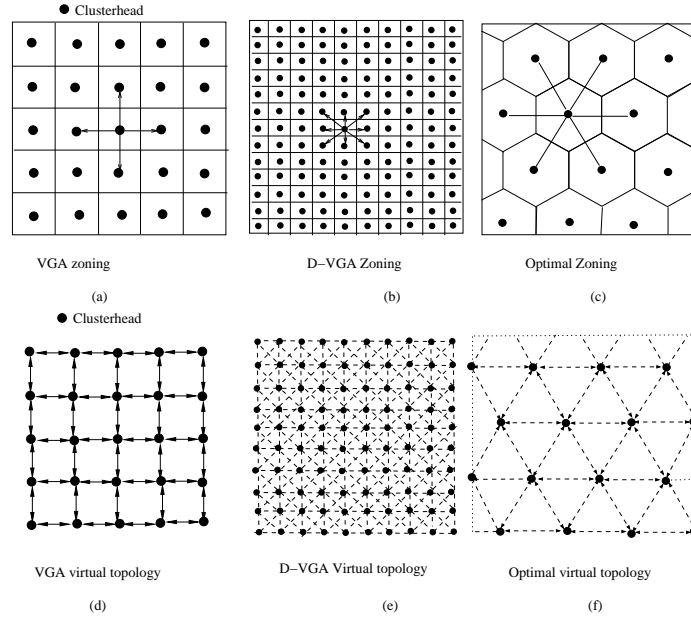 Clusterhead
VGA zoning
D–VGA Zoning
Optimal Zoning
(a)
(b)
(c)
Clusterhead
VGA virtual topology
D–VGA Virtual topology
Optimal virtual topology
(d)
(e)
(f)